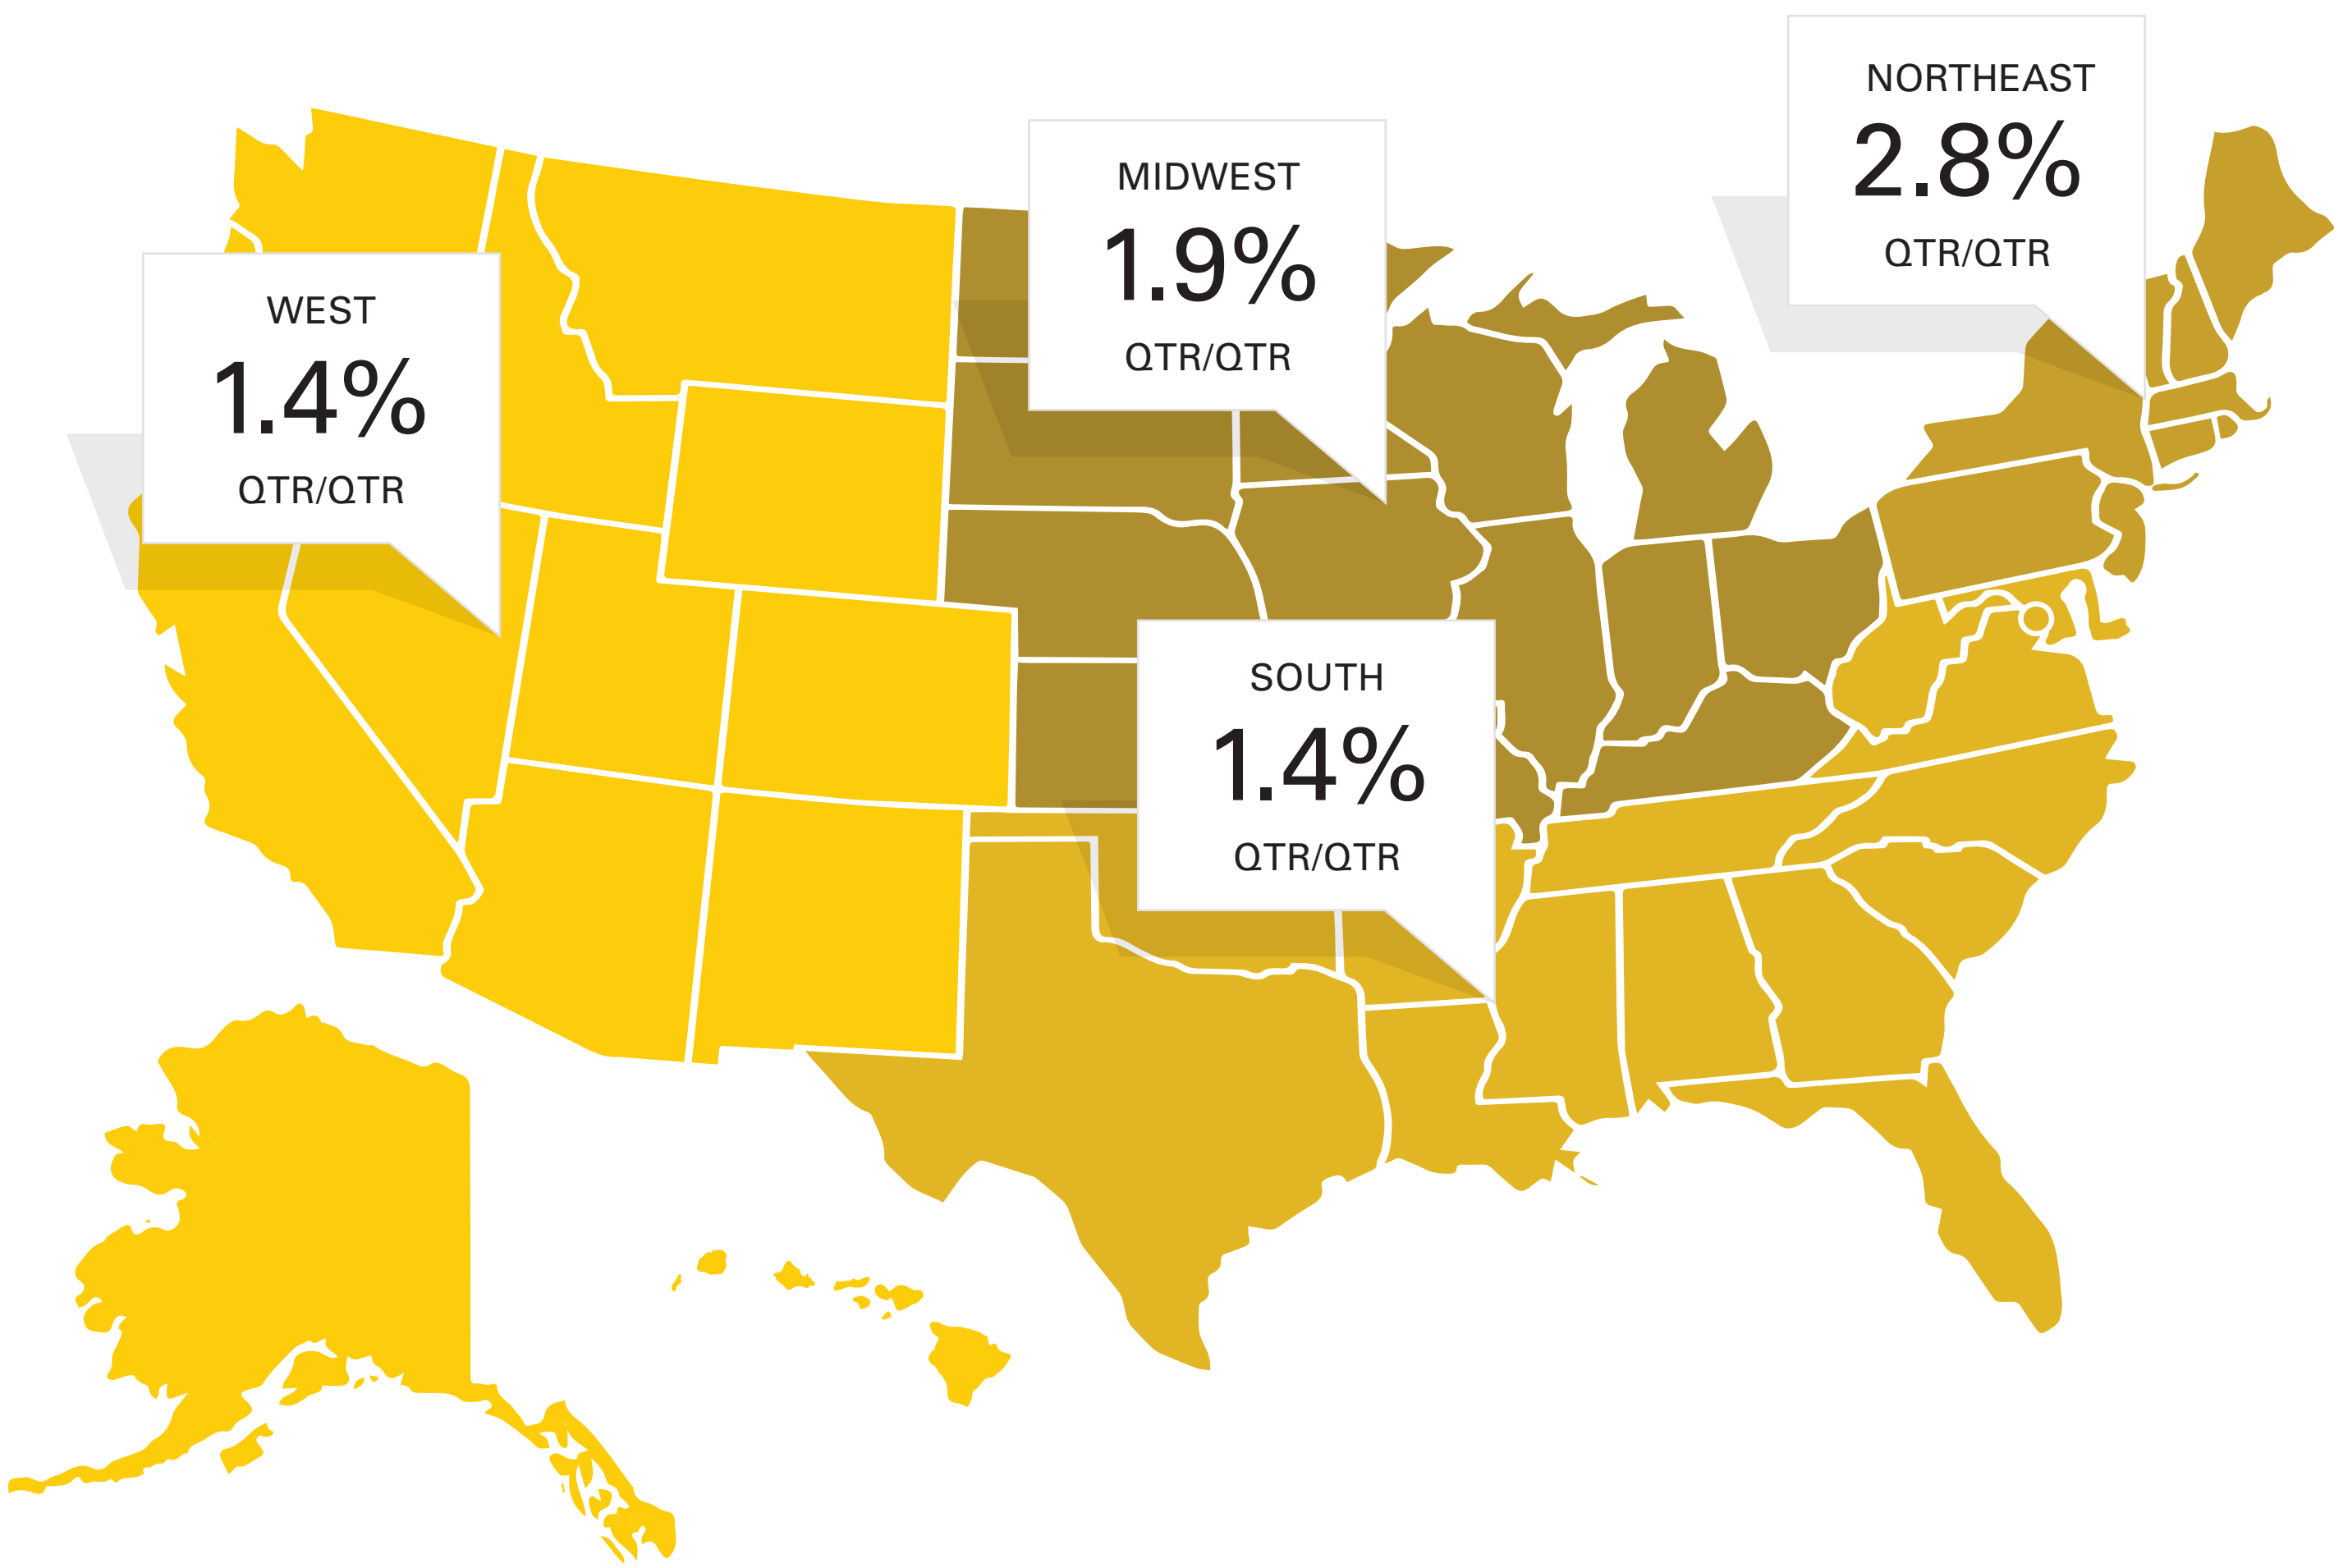 NORTHEAST
2.8%
QTR/QTR
MIDWEST
1.9%
QTR/QTR
WEST
1.4%
QTR/QTR
SOUTH
1.4%
QTR/QTR